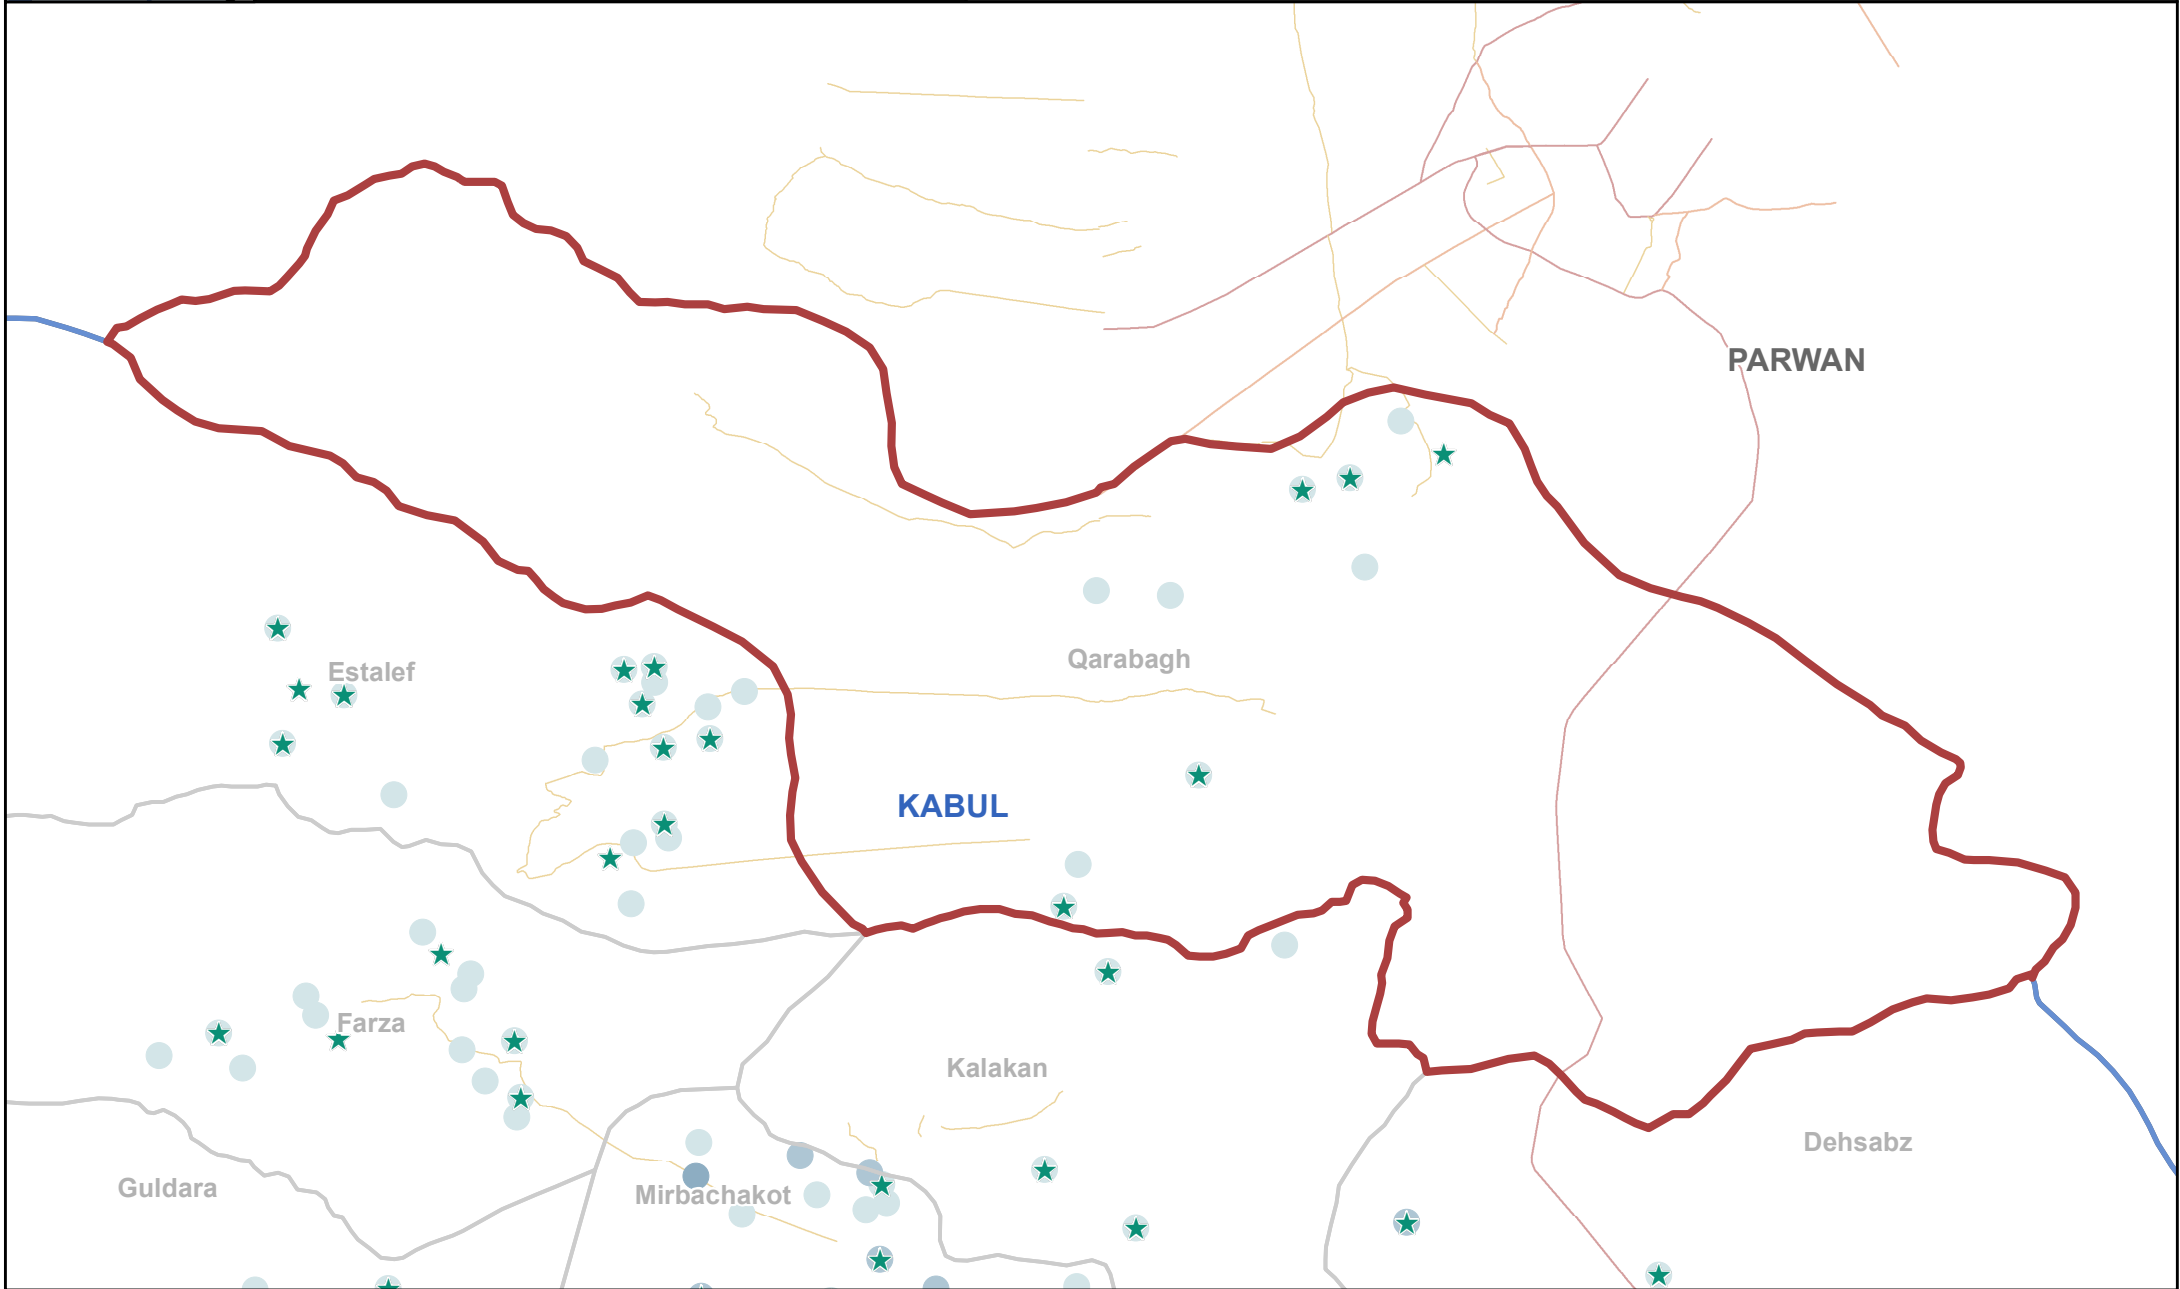 PARWAN
Qarabagh
Estalef
KABUL
Farza
Kalakan
Dehsabz
Guldara
Mirbachakot